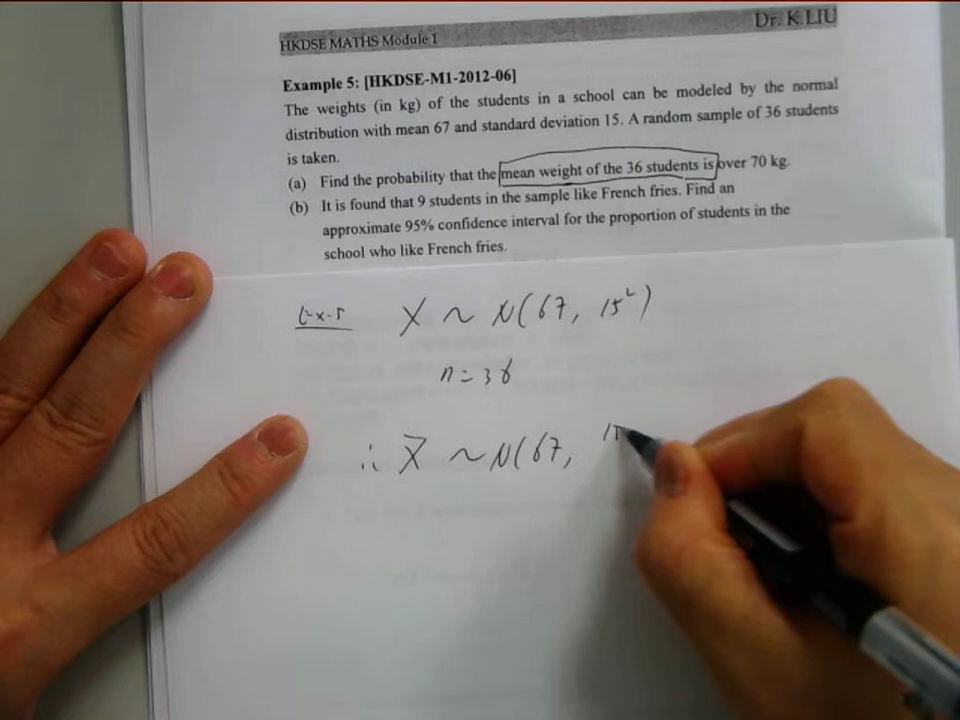 Dr. K.LIU
HKDSE MATHS Module 1
Example 5: [HKDSE-M1-2012-06]
The weights (in kg) of the students in a school can be modeled by the normal
distribution with mean 67 and standard deviation 15. A random sample of 36 students
is taken.
(a) Find the probability that the mean weight of the 36 students is over 70 kg.
(b) It is found that 9 students in the sample like French fries. Find an
approximate 95% confidence interval for the proportion of students in the
school who like French fries.
Ex.5 X ~ N(67, 15²)
n = 36
∴ X̄ ~ N(67, 15